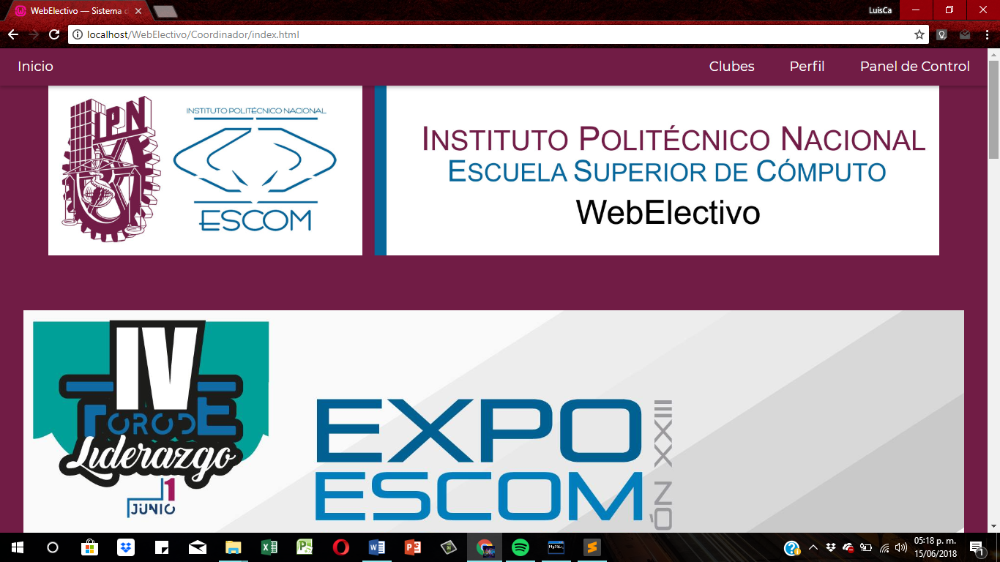 WebElectivo — Sistema d
LuisCa
localhost/WebElectivo/Coordinador/index.html
Inicio
Clubes
Perfil
Panel de Control
IPN
INSTITUTO POLITÉCNICO NACIONAL
ESCOM
INSTITUTO POLITÉCNICO NACIONAL
ESCUELA SUPERIOR DE CÓMPUTO
WebElectivo
IV
FORO DE
Liderazgo
1
JUNIO
EXPO
ESCOM
ÓN XXIII
MySQL
05:18 p. m.
15/06/2018
1